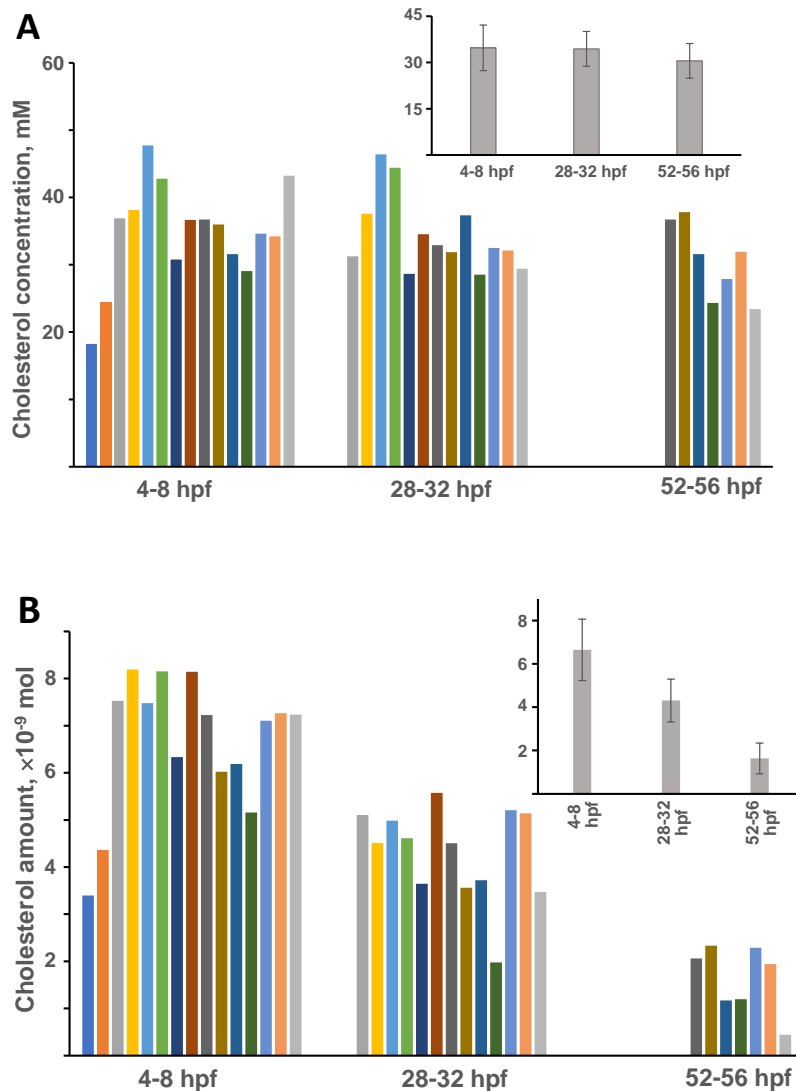 A
Cholesterol concentration, mM
60
40
20
4-8 hpf
28-32 hpf
52-56 hpf
45
30
15
4-8 hpf
28-32 hpf
52-56 hpf
B
Cholesterol amount, ×10⁻⁹ mol
8
6
4
2
4-8 hpf
28-32 hpf
52-56 hpf
8
6
4
2
4-8
hpf
28-32
hpf
52-56
hpf